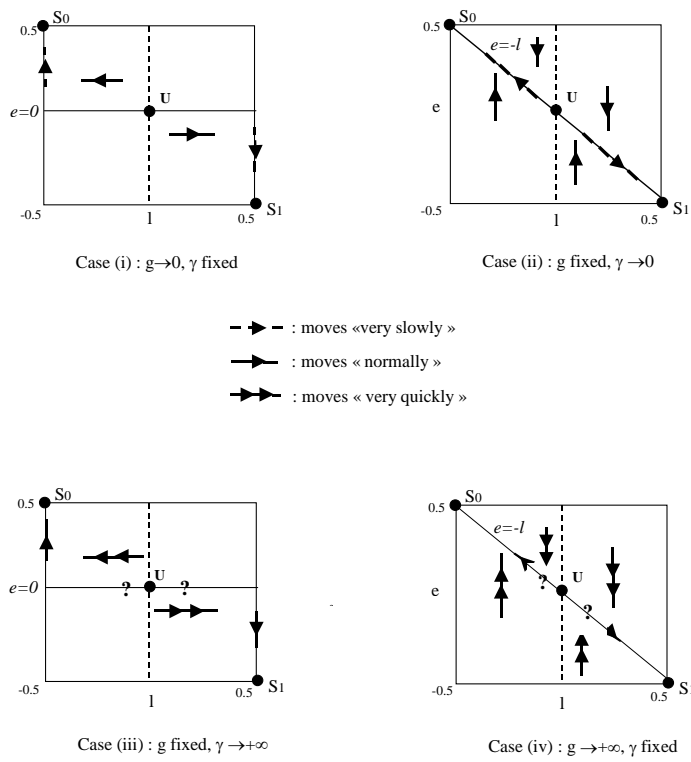 S0
0.5
U
e=0
-0.5
l
0.5
S1
Case (i) : g→0, γ fixed
S0
0.5
e=-l
e
U
-0.5
l
0.5
S1
Case (ii) : g fixed, γ →0
: moves «very slowly »
: moves « normally »
: moves « very quickly »
S0
0.5
U
e=0
? ?
-0.5
l
0.5
S1
Case (iii) : g fixed, γ →+∞
S0
0.5
e=-l
e
U
?
?
-0.5
l
0.5
S1
Case (iv) : g →+∞, γ fixed